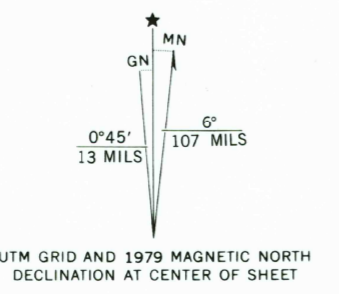 ★
MN
GN
0°45′
13 MILS
6°
107 MILS
UTM GRID AND 1979 MAGNETIC NORTH
DECLINATION AT CENTER OF SHEET